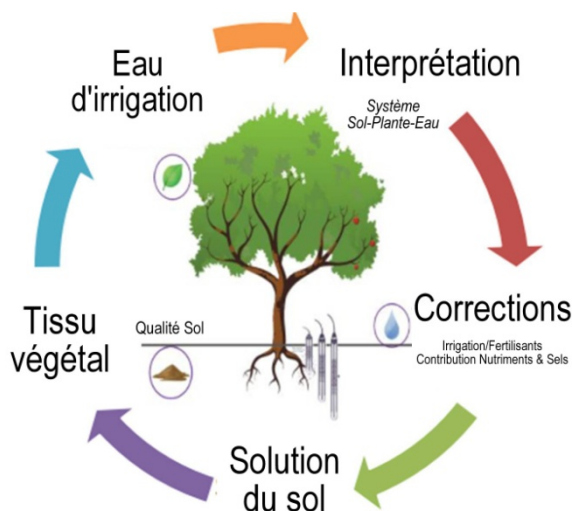 Eau
d'irrigation
Interprétation
Système
Sol-Plante-Eau
Corrections
Irrigation/Fertilisants
Contribution Nutriments & Sels
Solution
du sol
Tissu
végétal
Qualité Sol